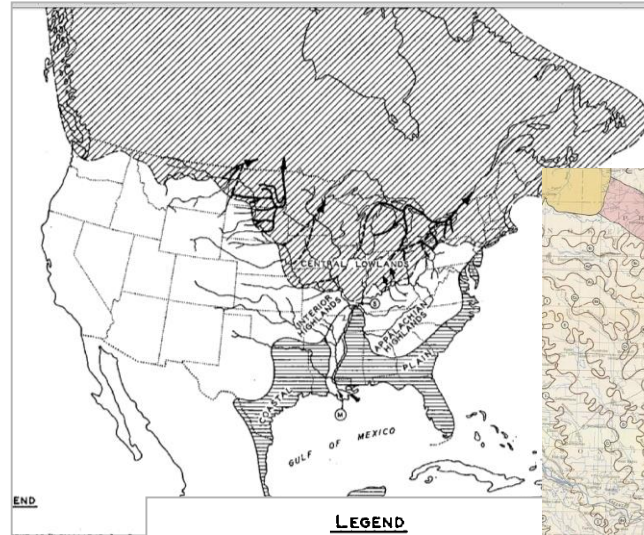 CENTRAL LOWLANDS
INTERIOR
HIGHLANDS
APPALACHIAN
HIGHLANDS
COASTAL
PLAIN
M
GULF OF MEXICO
END
LEGEND